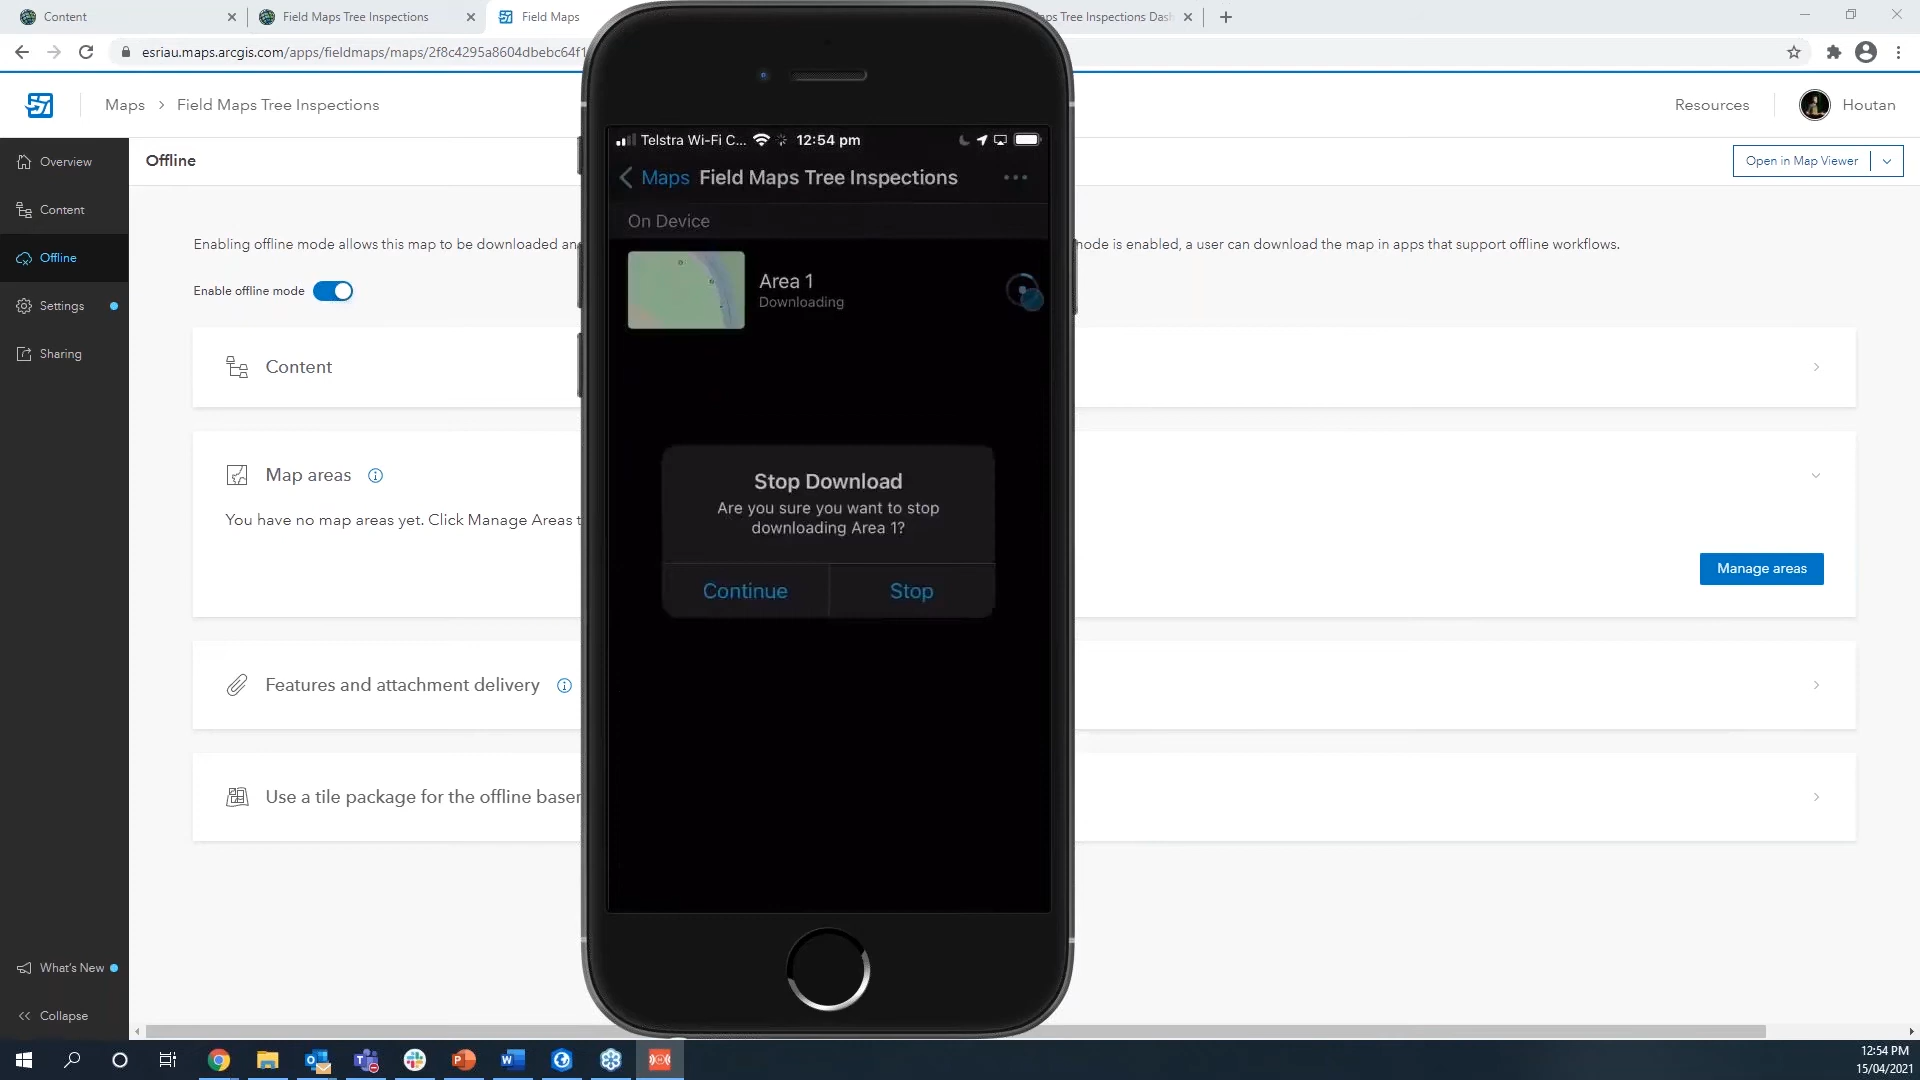 Content
Field Maps Tree Inspections
Field Maps
aps Tree Inspections Dash
esriau.maps.arcgis.com/apps/fieldmaps/maps/2f8c4295a8604dbebc64f1
Maps > Field Maps Tree Inspections
Resources
Houtan
Overview
Content
Offline
Settings
Sharing
What's New
Collapse
Offline
Open in Map Viewer
Enabling offline mode allows this map to be downloaded an
mode is enabled, a user can download the map in apps that support offline workflows.
Enable offline mode
Content
Map areas
You have no map areas yet. Click Manage Areas t
Manage areas
Features and attachment delivery
Use a tile package for the offline basem
Telstra Wi-Fi C... 12:54 pm
Maps Field Maps Tree Inspections
On Device
Area 1
Downloading
Stop Download
Are you sure you want to stop
downloading Area 1?
Continue
Stop
12:54 PM
15/04/2021